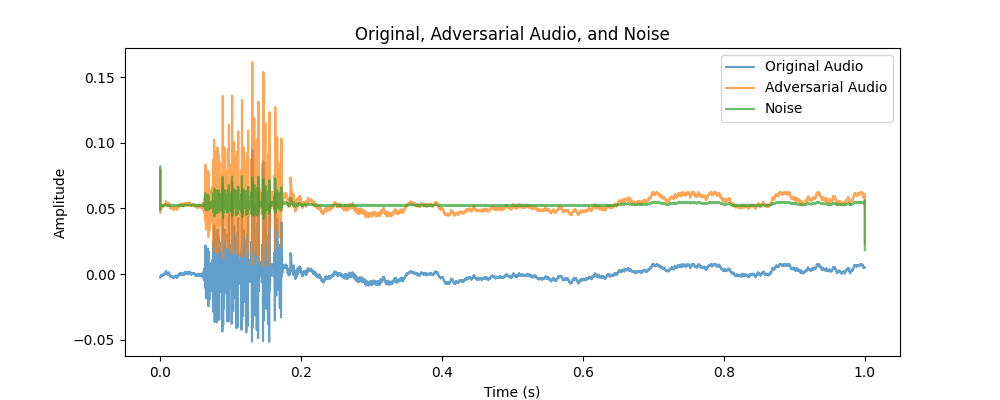 Original, Adversarial Audio, and Noise
Original Audio
Adversarial Audio
Noise
Amplitude
0.15
0.10
0.05
0.00
−0.05
0.0 0.2 0.4 0.6 0.8 1.0
Time (s)